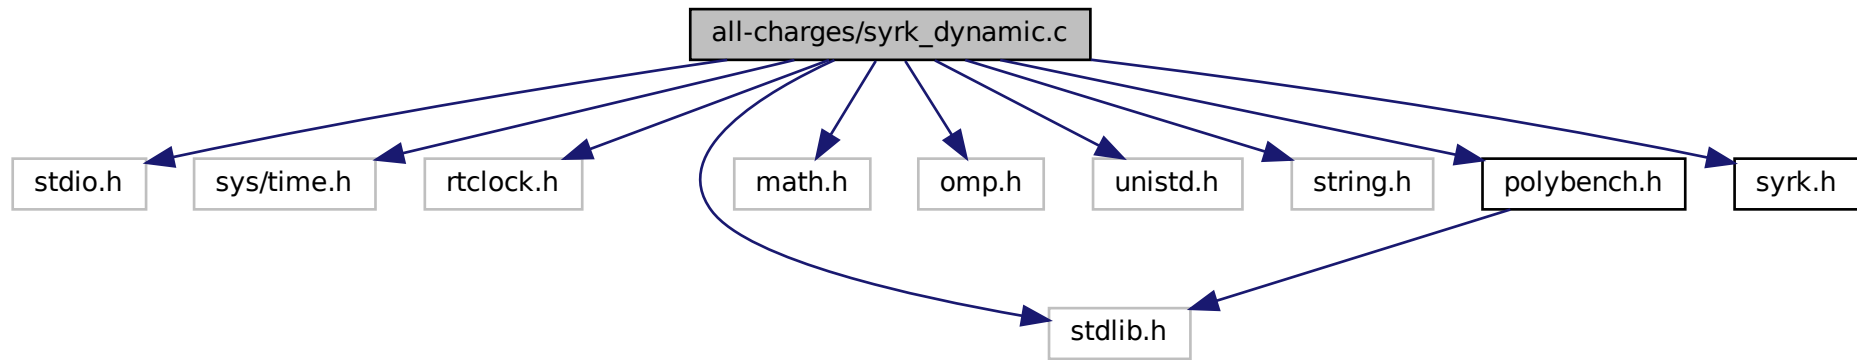 all-charges/syrk_dynamic.c
stdio.h
sys/time.h
rtclock.h
math.h
omp.h
unistd.h
string.h
polybench.h
syrk.h
stdlib.h